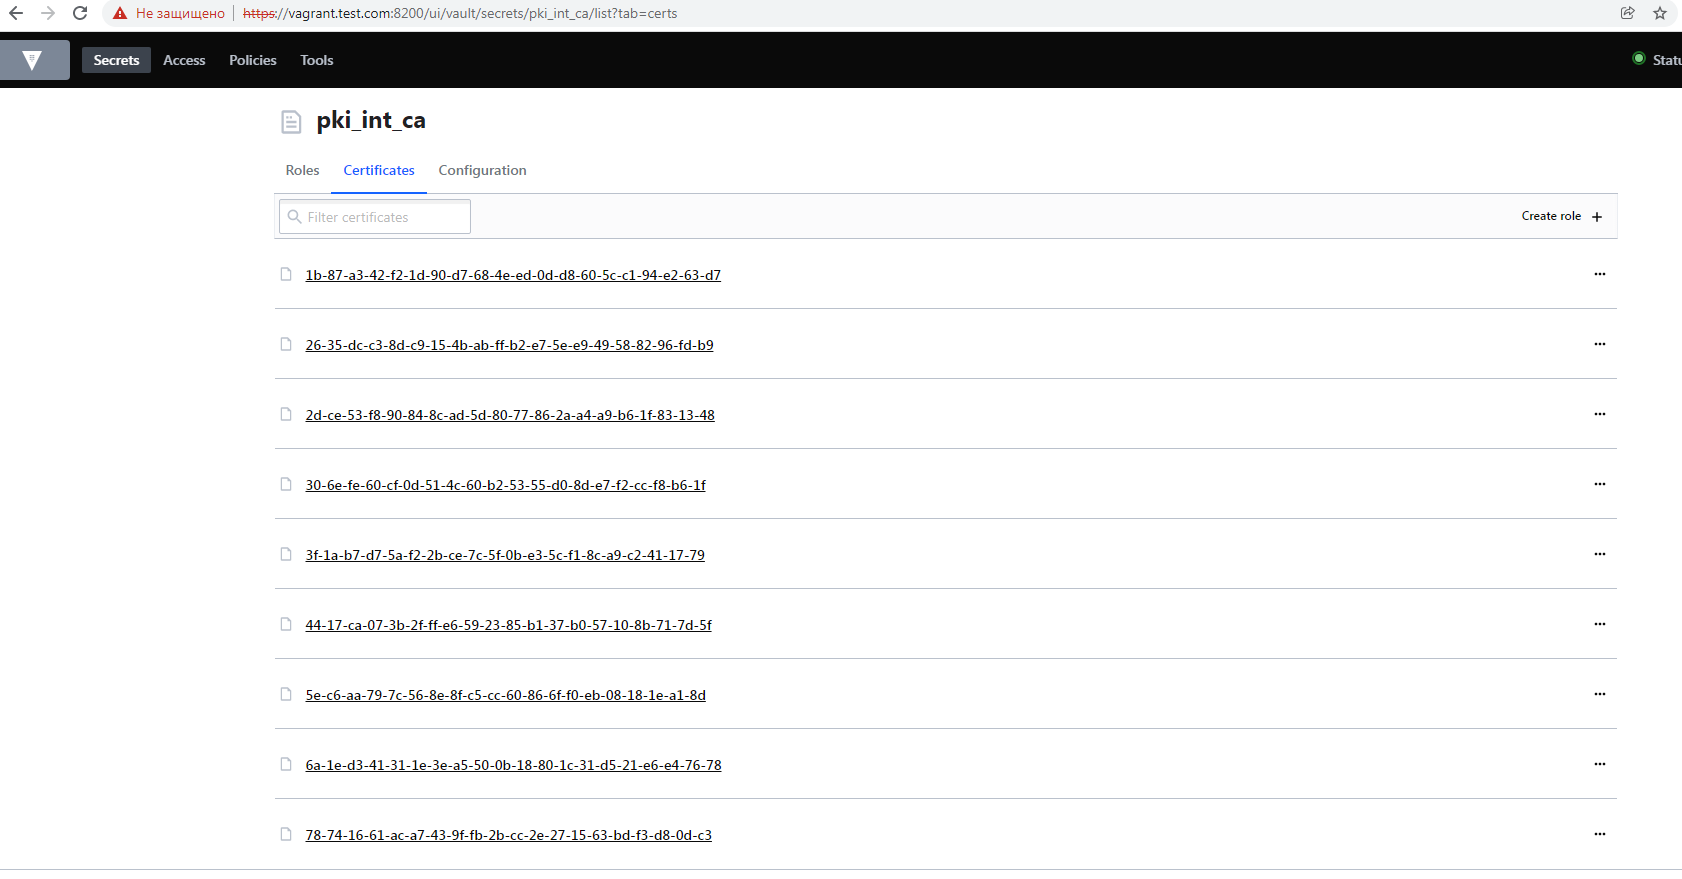 Не защищено https://vagrant.test.com:8200/ui/vault/secrets/pki_int_ca/list?tab=certs
Secrets Access Policies Tools Statu
pki_int_ca
Roles Certificates Configuration
Filter certificates Create role +
1b-87-a3-42-f2-1d-90-d7-68-4e-ed-0d-d8-60-5c-c1-94-e2-63-d7
26-35-dc-c3-8d-c9-15-4b-ab-ff-b2-e7-5e-e9-49-58-82-96-fd-b9
2d-ce-53-f8-90-84-8c-ad-5d-80-77-86-2a-a4-a9-b6-1f-83-13-48
30-6e-fe-60-cf-0d-51-4c-60-b2-53-55-d0-8d-e7-f2-cc-f8-b6-1f
3f-1a-b7-d7-5a-f2-2b-ce-7c-5f-0b-e3-5c-f1-8c-a9-c2-41-17-79
44-17-ca-07-3b-2f-ff-e6-59-23-85-b1-37-b0-57-10-8b-71-7d-5f
5e-c6-aa-79-7c-56-8e-8f-c5-cc-60-86-6f-f0-eb-08-18-1e-a1-8d
6a-1e-d3-41-31-1e-3e-a5-50-0b-18-80-1c-31-d5-21-e6-e4-76-78
78-74-16-61-ac-a7-43-9f-fb-2b-cc-2e-27-15-63-bd-f3-d8-0d-c3